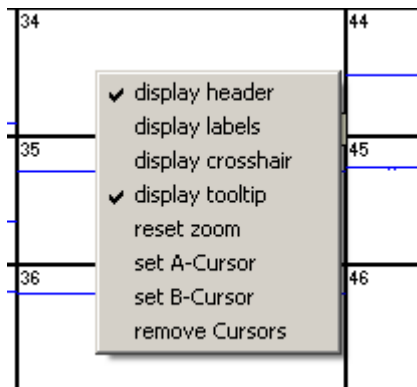 34
44
display header
display labels
35
45
display crosshair
display tooltip
reset zoom
set A-Cursor
36
46
set B-Cursor
remove Cursors